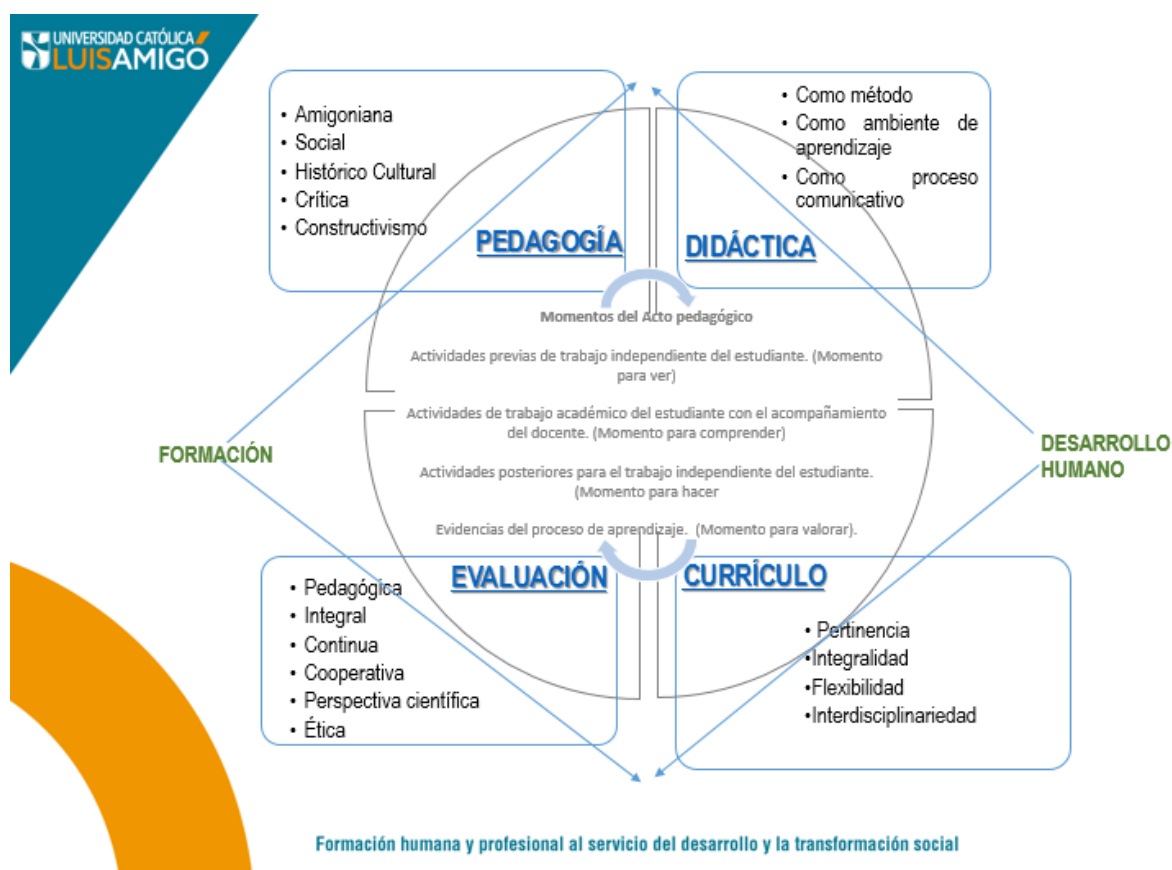 UNIVERSIDAD CATÓLICA
LUISAMIGÓ
• Amigoniana
• Social
• Histórico Cultural
• Crítica
• Constructivismo
PEDAGOGÍA
• Como método
• Como ambiente de
aprendizaje
• Como proceso
comunicativo
DIDÁCTICA
Momentos del Acto pedagógico
Actividades previas de trabajo independiente del estudiante. (Momento
para ver)
Actividades de trabajo académico del estudiante con el acompañamiento
del docente. (Momento para comprender)
Actividades posteriores para el trabajo independiente del estudiante.
(Momento para hacer
Evidencias del proceso de aprendizaje. (Momento para valorar).
FORMACIÓN
DESARROLLO
HUMANO
EVALUACIÓN
• Pedagógica
• Integral
• Continua
• Cooperativa
• Perspectiva científica
• Ética
CURRÍCULO
• Pertinencia
•Integralidad
•Flexibilidad
•Interdisciplinariedad
Formación humana y profesional al servicio del desarrollo y la transformación social